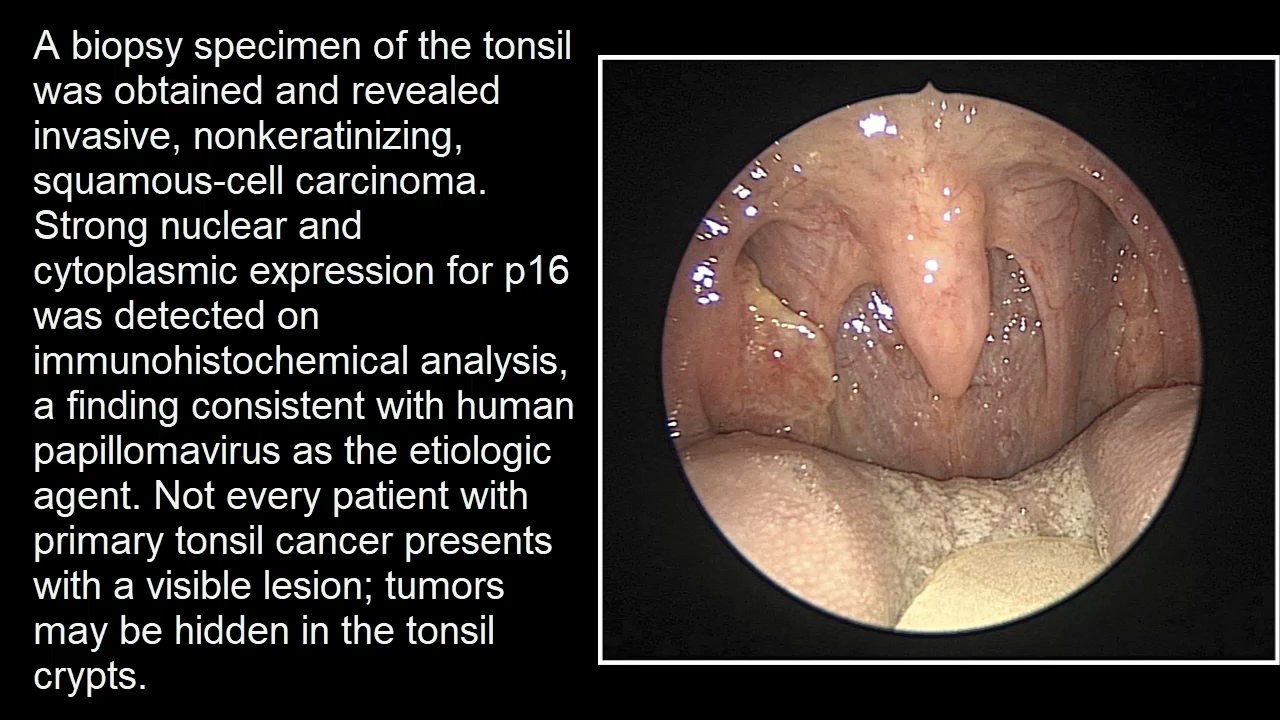 A biopsy specimen of the tonsil
was obtained and revealed
invasive, nonkeratinizing,
squamous-cell carcinoma.
Strong nuclear and
cytoplasmic expression for p16
was detected on
immunohistochemical analysis,
a finding consistent with human
papillomavirus as the etiologic
agent. Not every patient with
primary tonsil cancer presents
with a visible lesion; tumors
may be hidden in the tonsil
crypts.